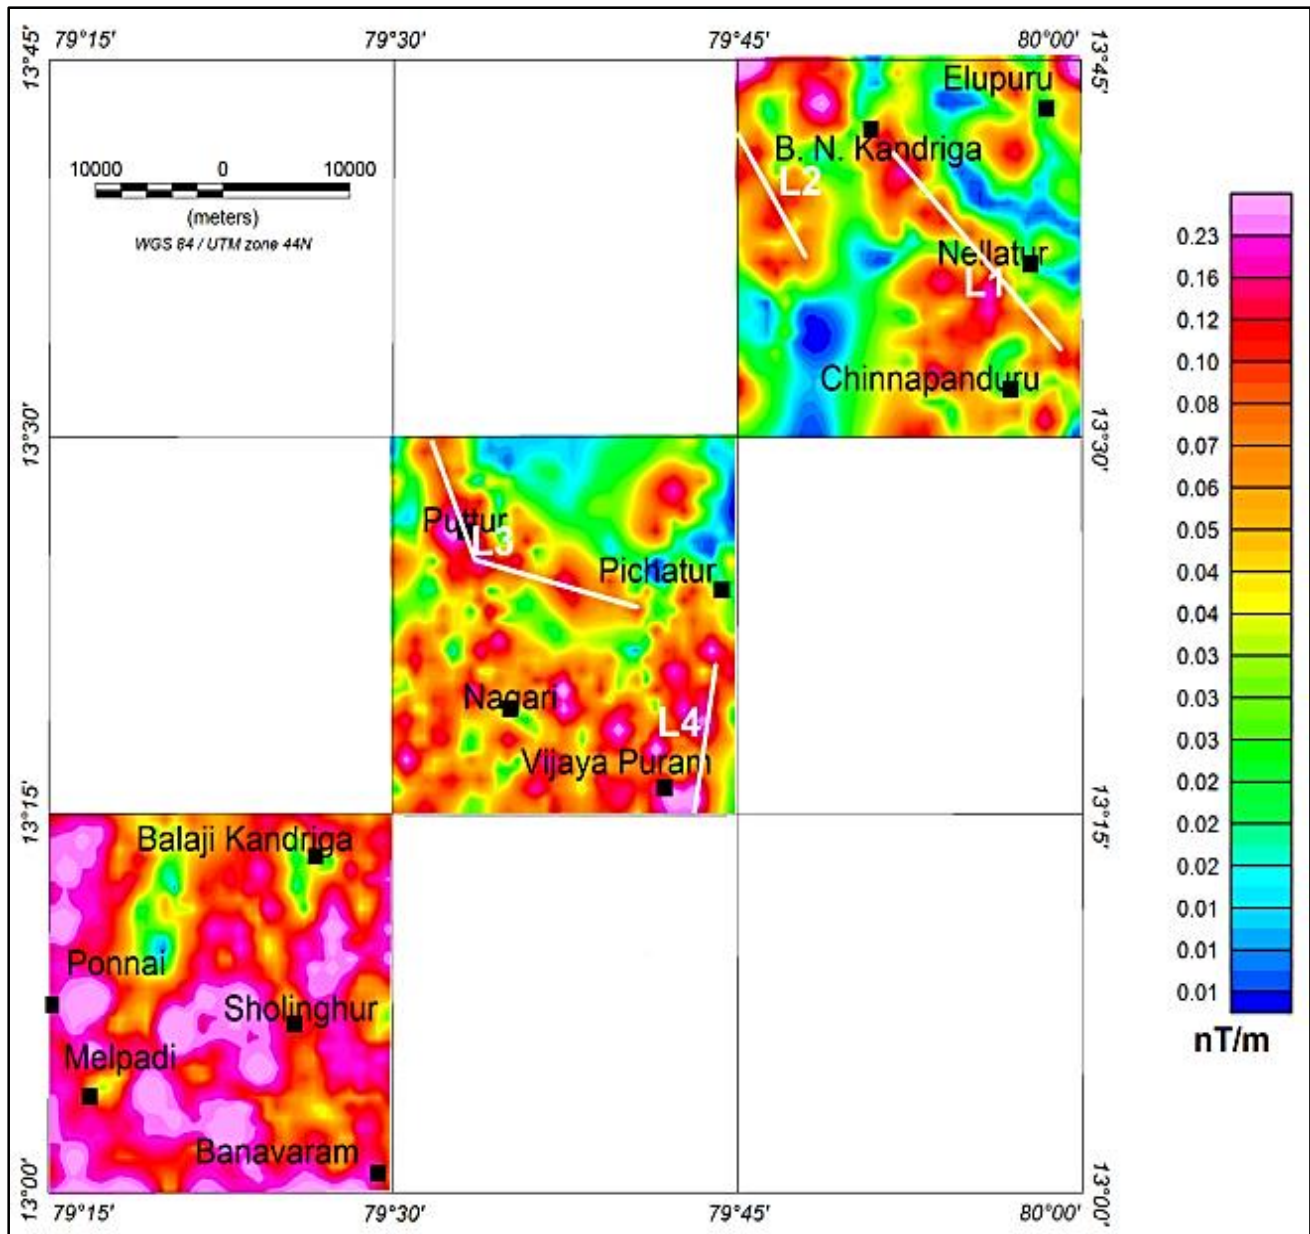 79°15' 79°30' 79°45' 80°00'
13°45' 13°45'
Elupuru
B. N. Kandriga
10000 0 10000
(meters)
WGS 84 / UTM zone 44N
L2
Nellatur
L1
Chinnapanduru
13°30' 13°30'
Puttur
L3
Pichatur
Nagari
L4
Vijaya Puram
13°15' 13°15'
Balaji Kandriga
Ponnai
Sholinghur
Melpadi
Banavaram
13°00' 13°00'
79°15' 79°30' 79°45' 80°00'
0.23
0.16
0.12
0.10
0.08
0.07
0.06
0.05
0.04
0.04
0.03
0.03
0.03
0.02
0.02
0.02
0.01
0.01
0.01
nT/m